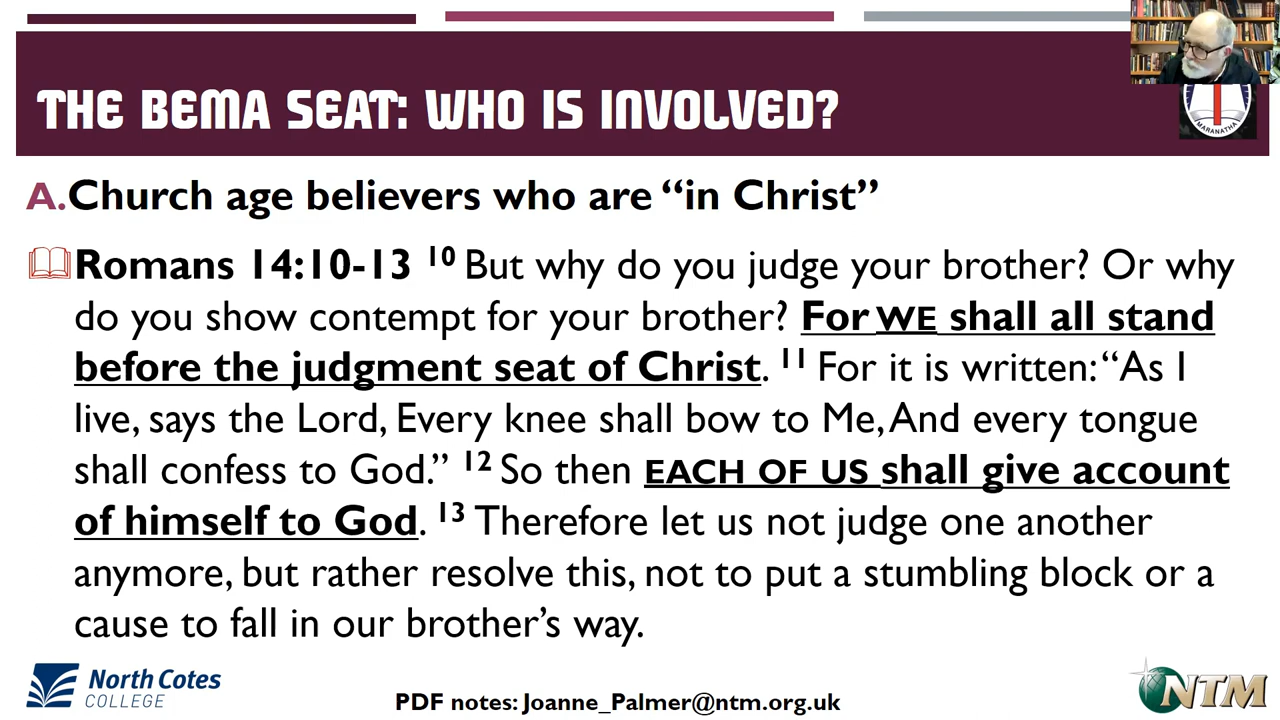 THE BEMA SEAT: WHO IS INVOLVED?
MARANATHA
A. Church age believers who are “in Christ”
Romans 14:10-13 10 But why do you judge your brother? Or why
do you show contempt for your brother? For WE shall all stand
before the judgment seat of Christ. 11 For it is written: “As I
live, says the Lord, Every knee shall bow to Me, And every tongue
shall confess to God.” 12 So then EACH OF US shall give account
of himself to God. 13 Therefore let us not judge one another
anymore, but rather resolve this, not to put a stumbling block or a
cause to fall in our brother’s way.
North Cotes
COLLEGE
PDF notes: Joanne_Palmer@ntm.org.uk
NTM